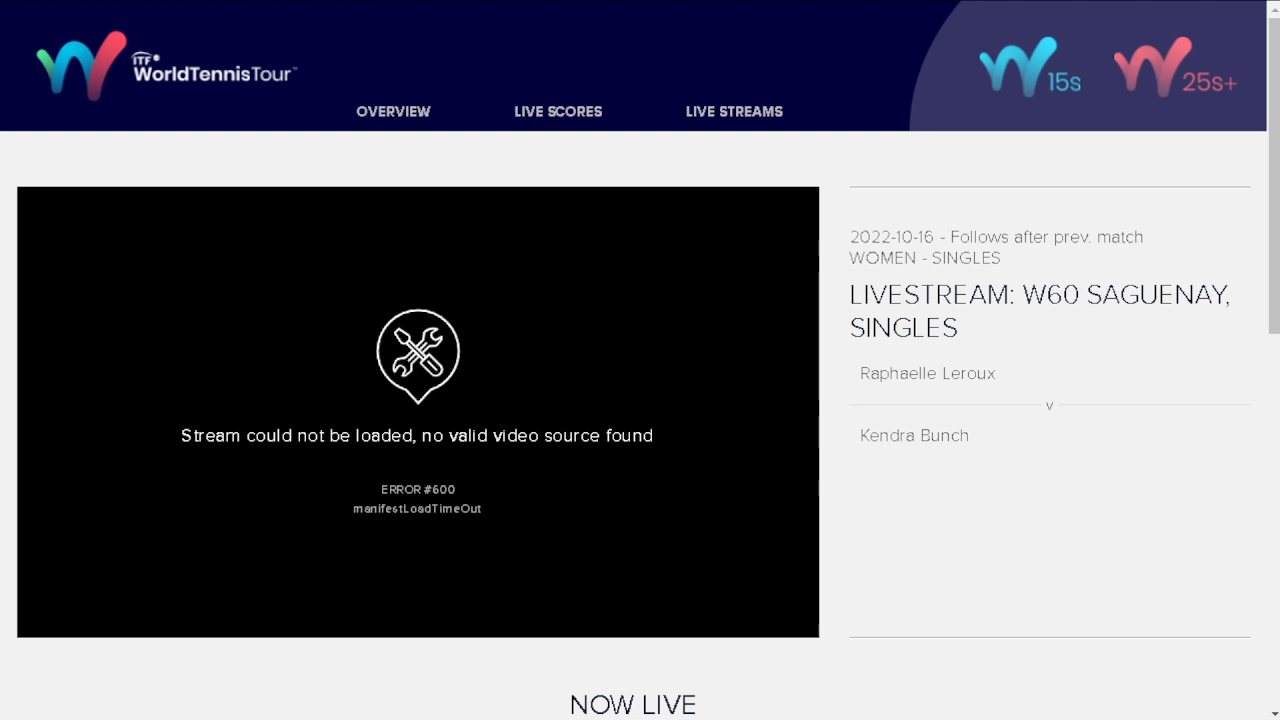 ITF
WorldTennisTour™
15s
25s+
OVERVIEW
LIVE SCORES
LIVE STREAMS
Stream could not be loaded, no valid video source found
ERROR #600
manifestLoadTimeOut
2022-10-16 - Follows after prev. match
WOMEN - SINGLES
LIVESTREAM: W60 SAGUENAY,
SINGLES
Raphaelle Leroux
v
Kendra Bunch
NOW LIVE